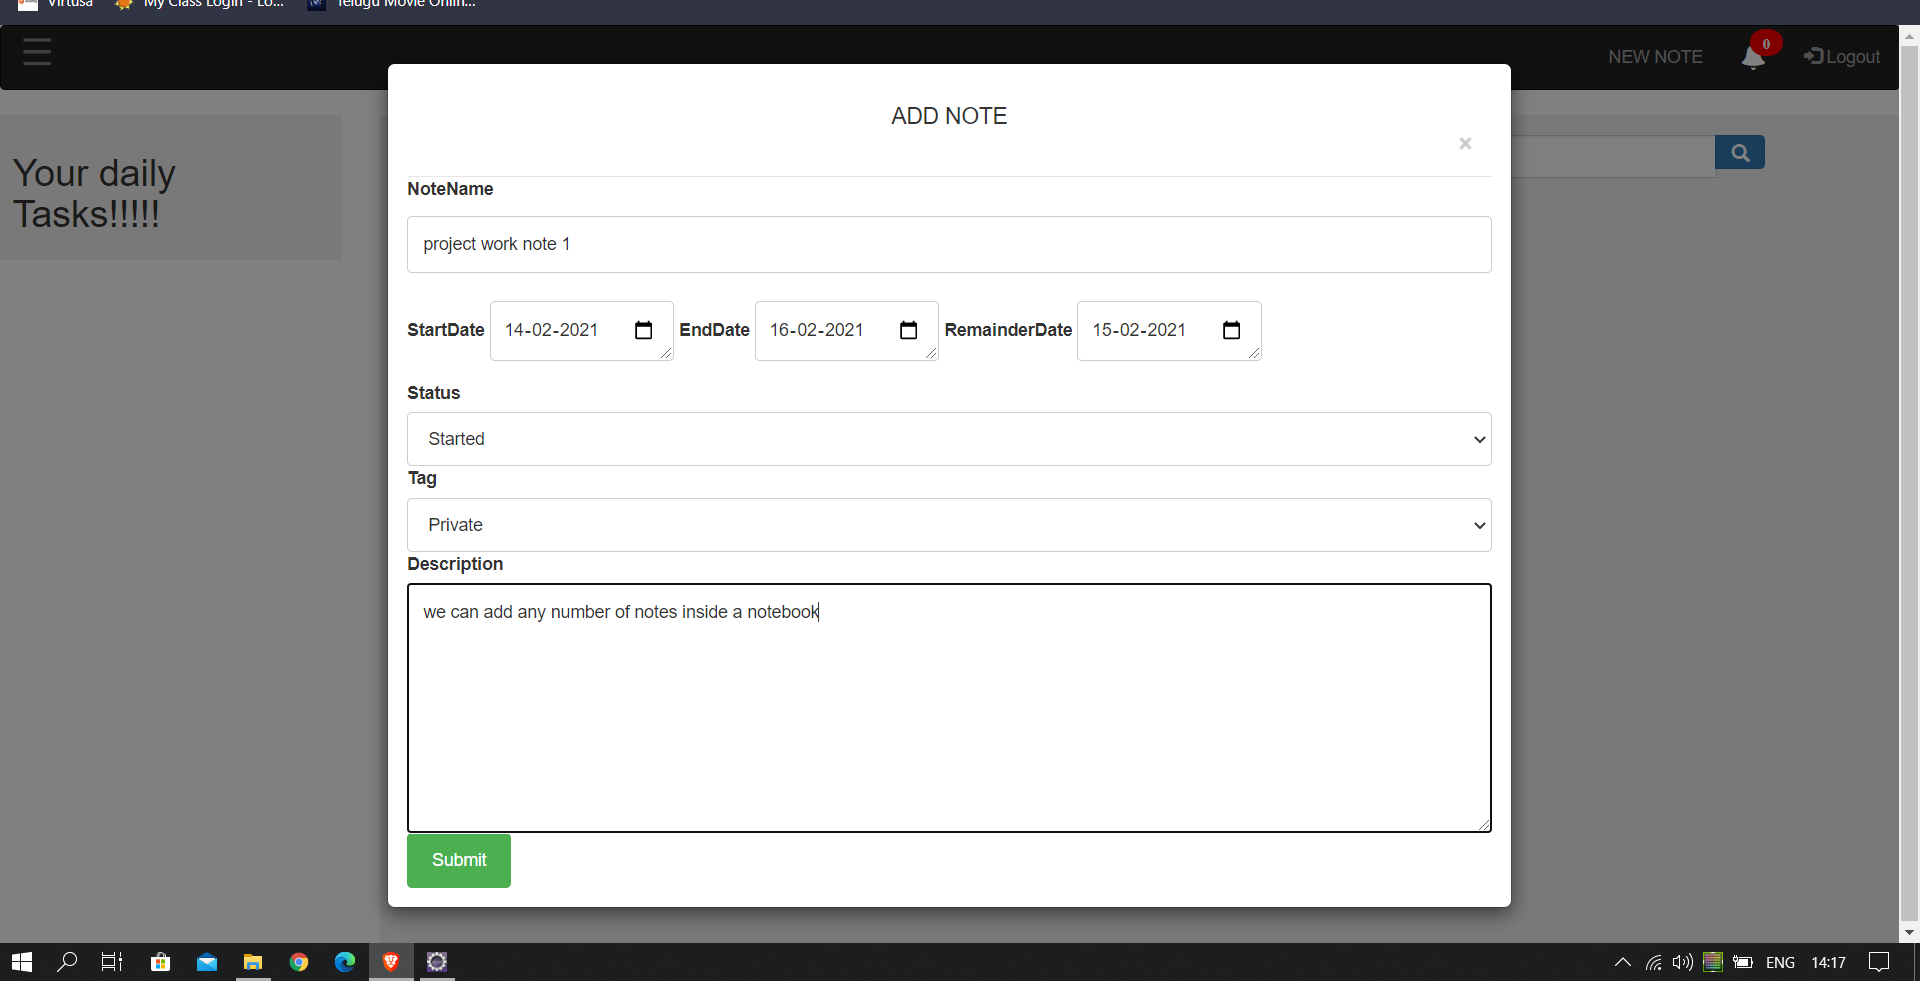 Virtusa My Class Login - Lo... Telugu Movie Onlin...
NEW NOTE 0 Logout
ADD NOTE
×
Your daily
Tasks!!!!!
NoteName
project work note 1
StartDate 14-02-2021 EndDate 16-02-2021 RemainderDate 15-02-2021
Status
Started
Tag
Private
Description
we can add any number of notes inside a notebook
Submit
ENG 14:17